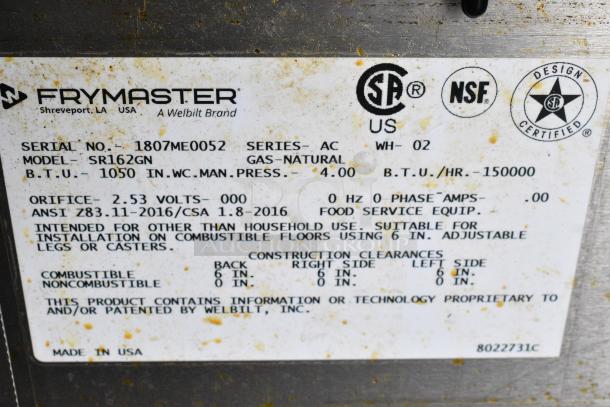 FRYMASTER®
Shreveport, LA USA A Welbilt Brand
CSA ® US
NSF®
DESIGN CERTIFIED ®
SERIAL NO.- 1807ME0052 SERIES- AC WH- 02
MODEL- SR162GN GAS-NATURAL
B.T.U.- 1050 IN.WC.MAN.PRESS.- 4.00 B.T.U./HR.-150000
ORIFICE- 2.53 VOLTS- 000 0 HZ 0 PHASE AMPS- .00
ANSI Z83.11-2016/CSA 1.8-2016 FOOD SERVICE EQUIP.
INTENDED FOR OTHER THAN HOUSEHOLD USE. SUITABLE FOR
INSTALLATION ON COMBUSTIBLE FLOORS USING 6 IN. ADJUSTABLE
LEGS OR CASTERS.
CONSTRUCTION CLEARANCES
BACK RIGHT SIDE LEFT SIDE
COMBUSTIBLE 6 IN. 6 IN. 6 IN.
NONCOMBUSTIBLE 0 IN. 0 IN. 0 IN.
THIS PRODUCT CONTAINS INFORMATION OR TECHNOLOGY PROPRIETARY TO
AND/OR PATENTED BY WELBILT, INC.
MADE IN USA 8022731C